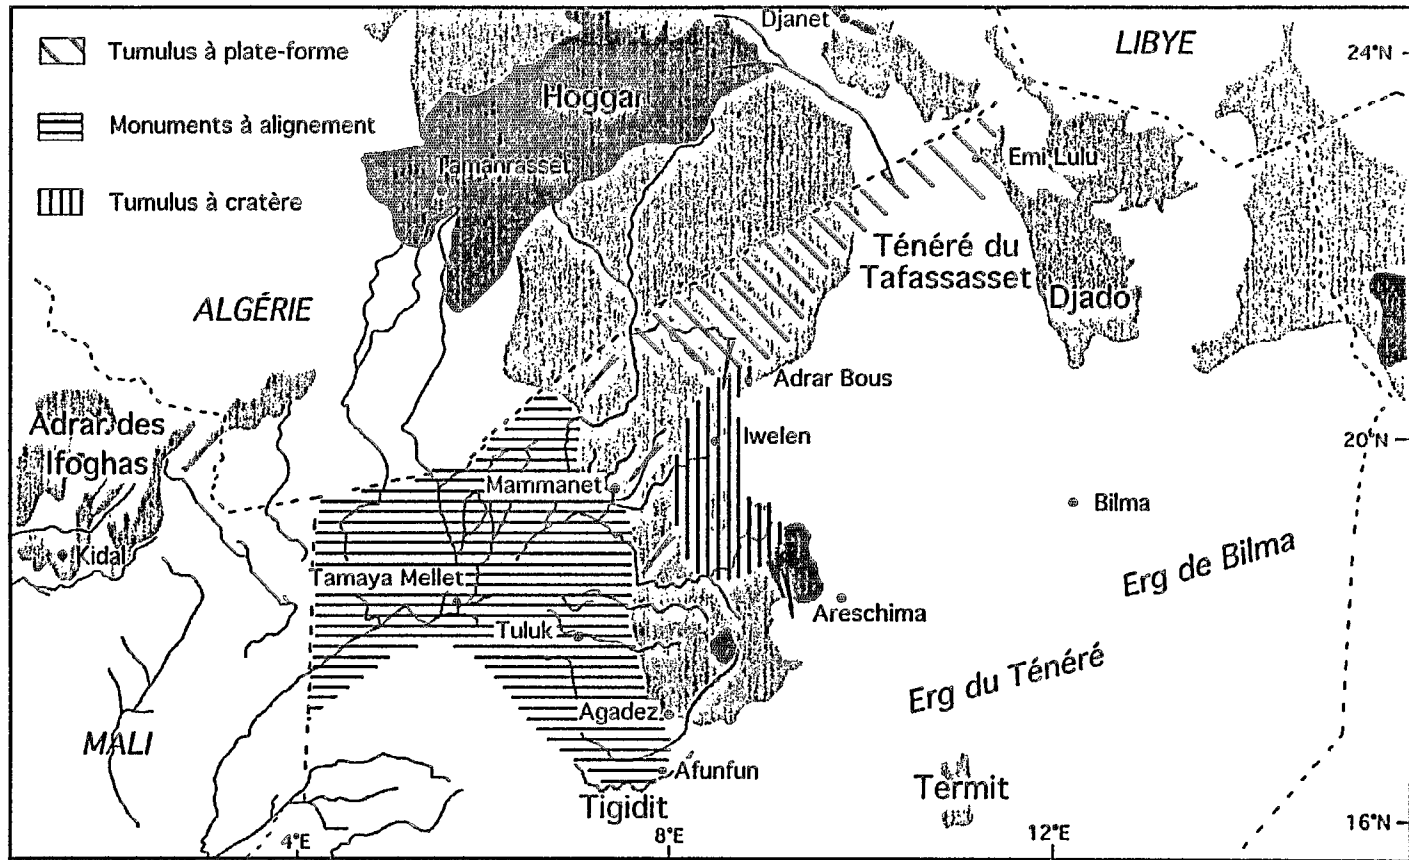 Djanet
LIBYE
24°N
Tumulus à plate-forme
Hoggar
Monuments à alignement
Tamanrasset
Emi Lulu
Tumulus à cratère
Ténéré du
Tafassasset
Djado
ALGÉRIE
Adrar Bous
Adrar des
Ifoghas
Iwelen
20°N
Mammanet
Bilma
Kidal
Erg de Bilma
Tamaya Mellet
Areschima
Tuluk
Erg du Ténéré
Agadez
MALI
Afunfun
Termit
Tigidit
4°E
8°E
12°E
16°N